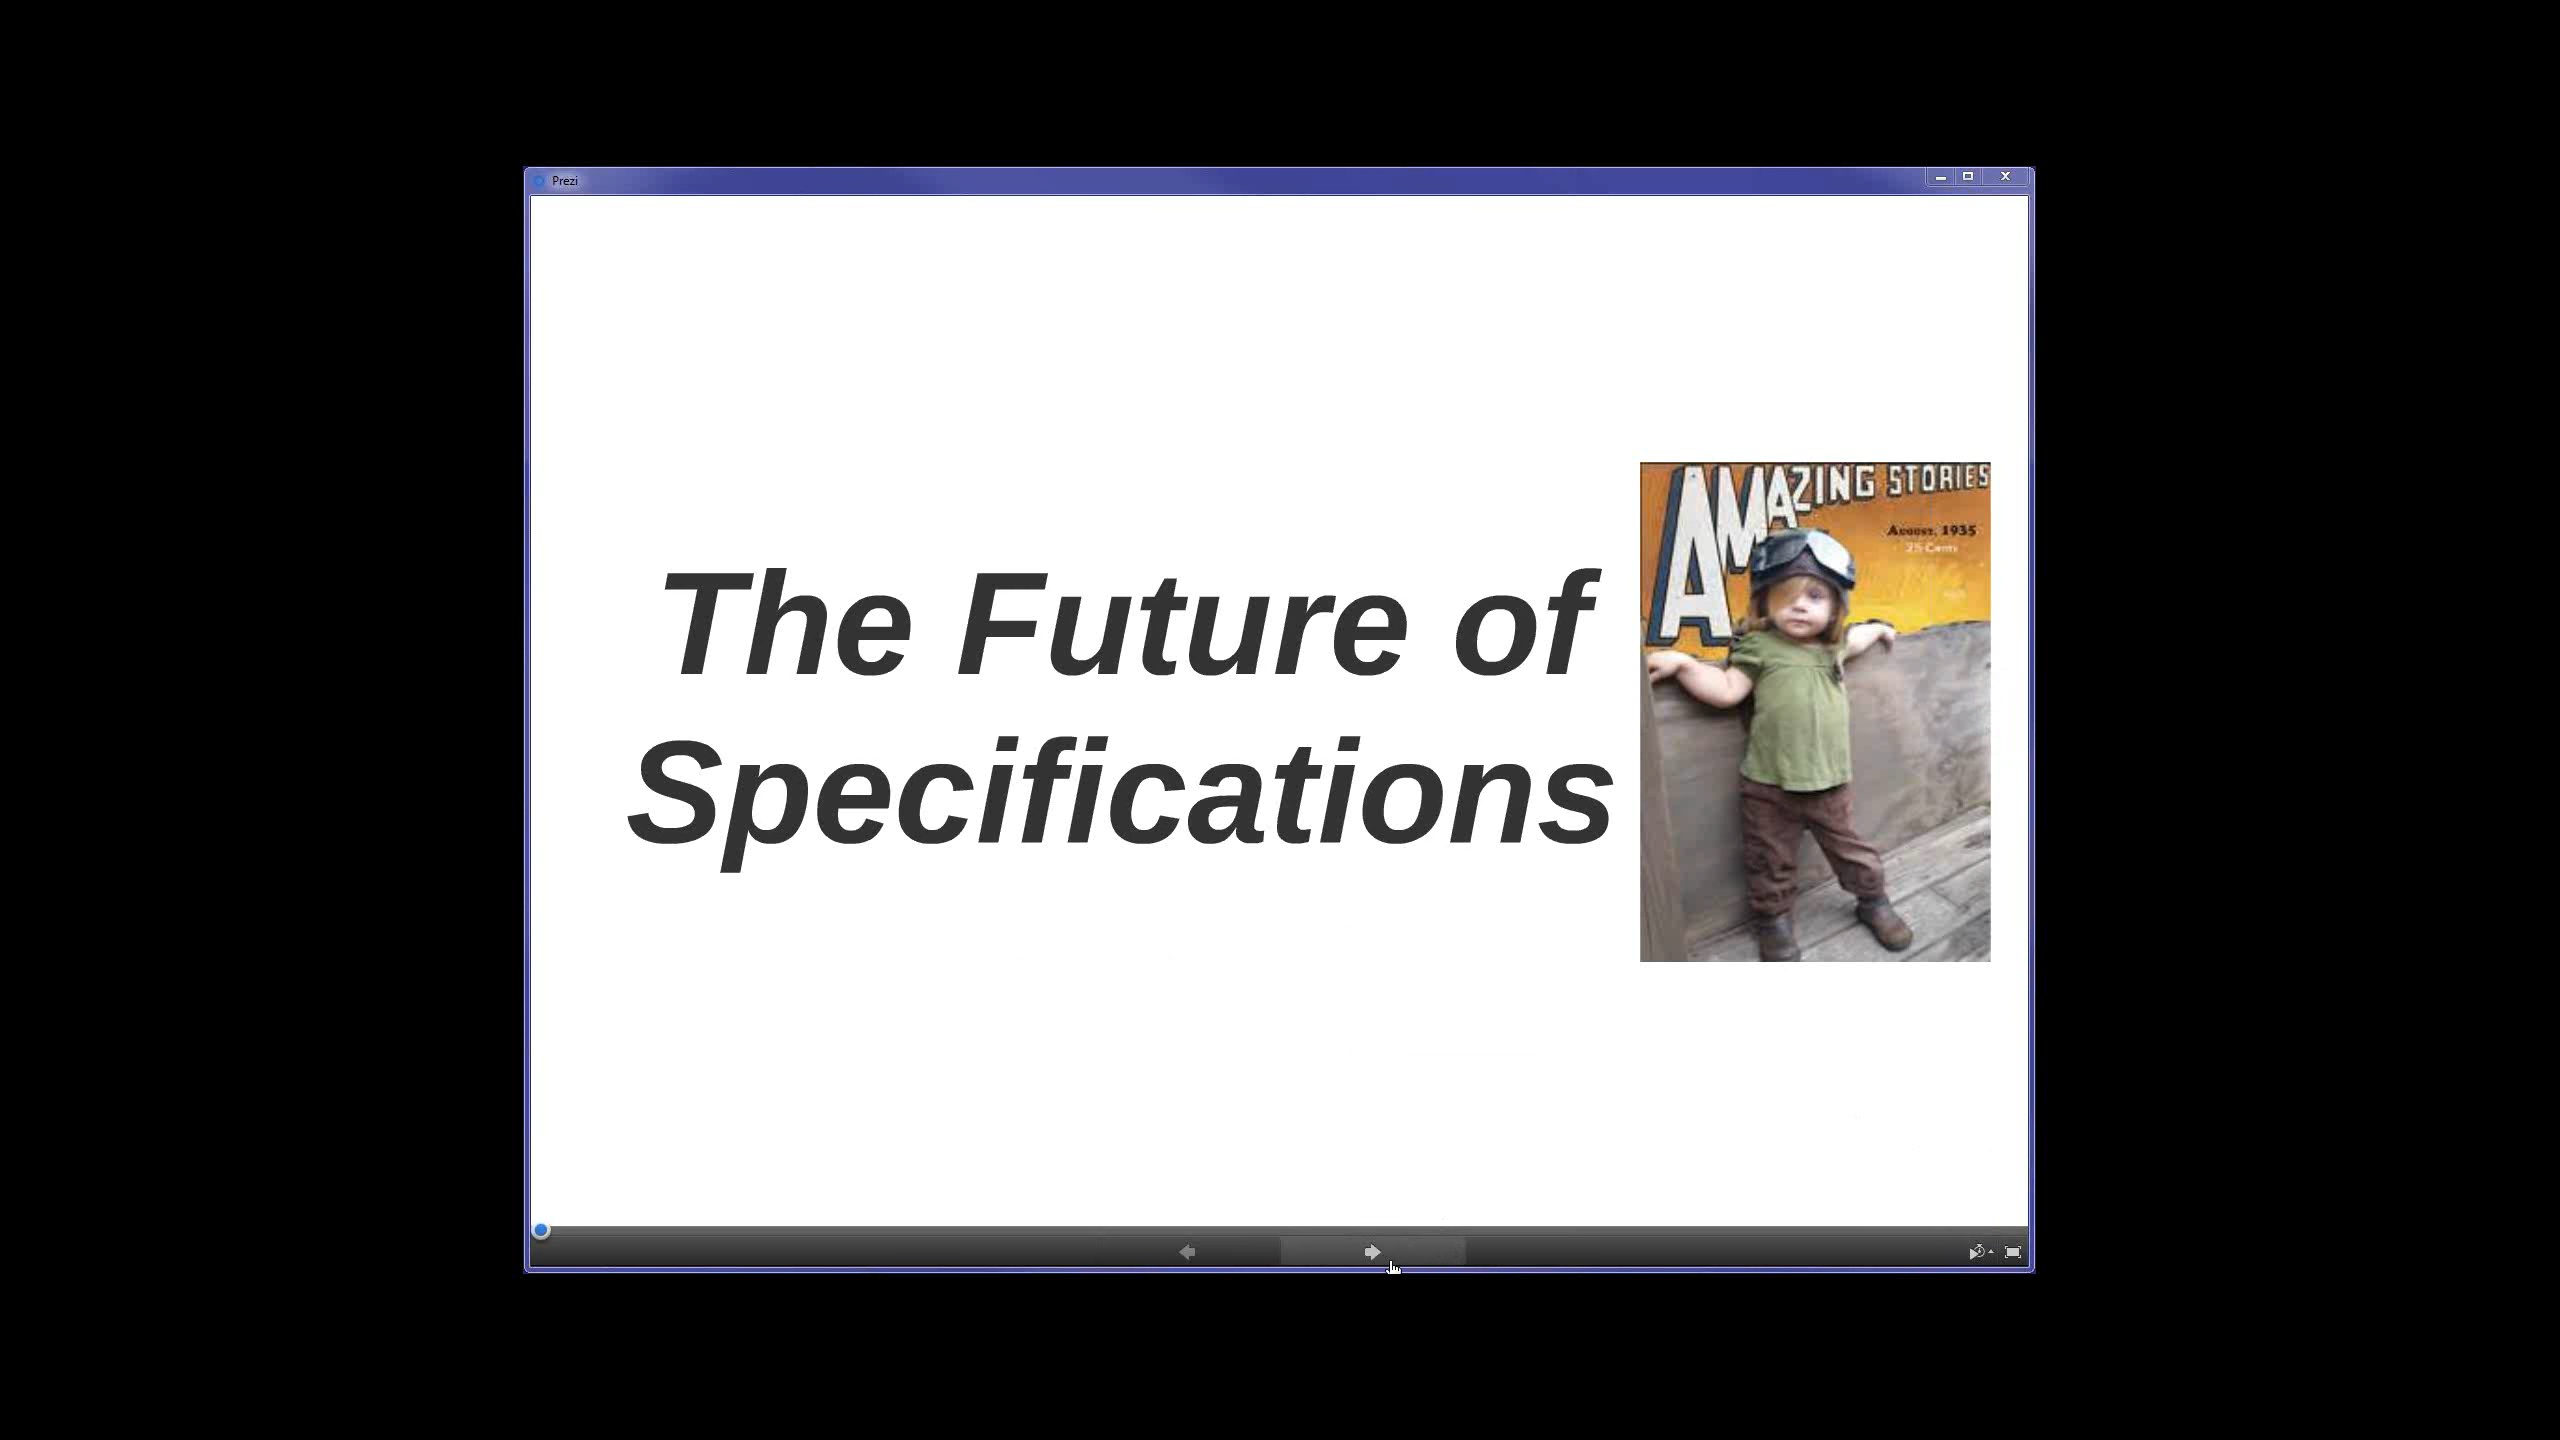 Prezi
AMAZING STORIES
August, 1935
25 Cents
The Future of
Specifications